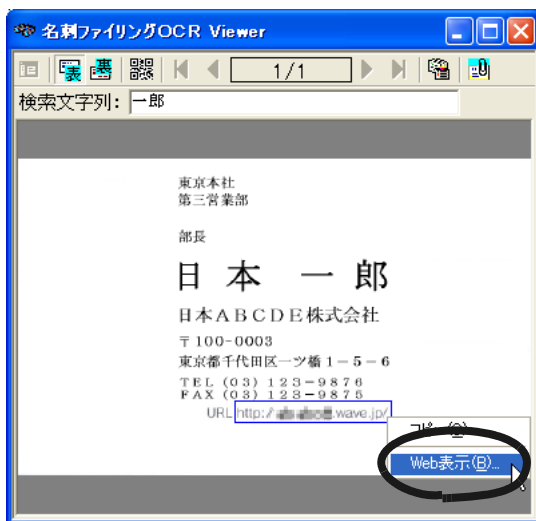 名刺ファイリングOCR Viewer
1/1
検索文字列: 一郎
東京本社
第三営業部
部長
日本 一郎
日本ABCDE株式会社
〒100-0003
東京都千代田区一ツ橋1-5-6
TEL (03) 123-9876
FAX (03) 123-9875
URL http:/ .wave.jp/
Web表示(B)...